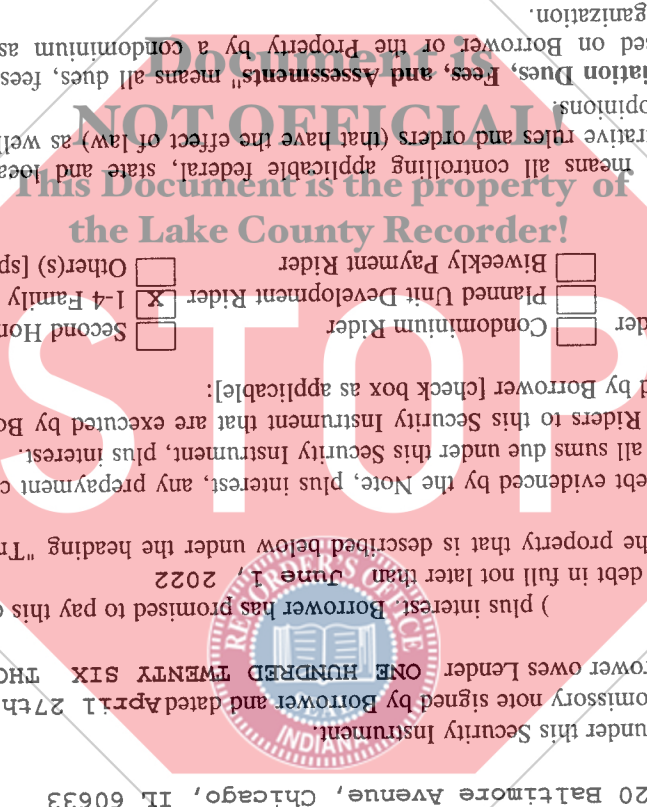 20 Baltimore Avenue, Chicago, IL 60633
under this Security Instrument.
omissory note signed by Borrower and dated April 27th
rower owes Lender ONE HUNDRED TWENTY SIX THO
) plus interest. Borrower has promised to pay this
debt in full not later than June 1, 2022
he property that is described below under the heading "Tr
ebt evidenced by the Note, plus interest, any prepayment c
all sums due under this Security Instrument, plus interest.
Riders to this Security Instrument that are executed by Bo
d by Borrower [check box as applicable]:
der Condominium Rider Second Hom
Planned Unit Development Rider X 1-4 Family
Biweekly Payment Rider Other(s) [sp
means all controlling applicable federal, state and loca
trative rules and orders (that have the effect of law) as well
opinions.
iation Dues, Fees, and Assessments" means all dues, fees
sed on Borrower or the Property by a condominium as
rganization.
Document is
NOT OFFICIAL!
This Document is the property of
the Lake County Recorder!
STOP
RECORDER'S OFFICE
SEAL
INDIANA